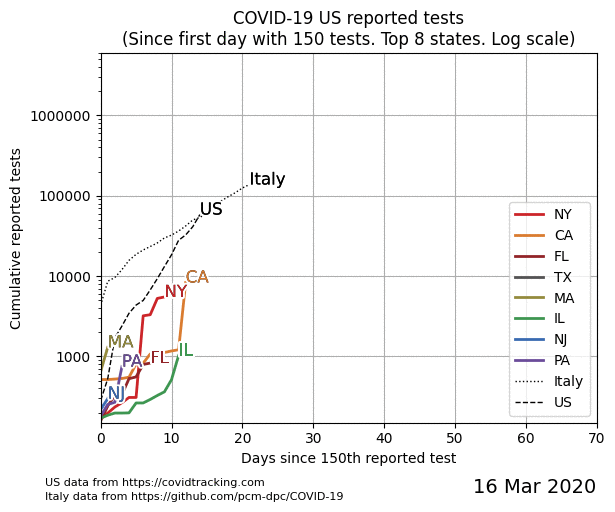 COVID-19 US reported tests
(Since first day with 150 tests. Top 8 states. Log scale)
Cumulative reported tests
1000000
100000
10000
1000
Italy
US
CA
NY
MA
PA
FL
IL
NJ
NY
CA
FL
TX
MA
IL
NJ
PA
Italy
US
0 10 20 30 40 50 60 70
Days since 150th reported test
US data from https://covidtracking.com
Italy data from https://github.com/pcm-dpc/COVID-19
16 Mar 2020